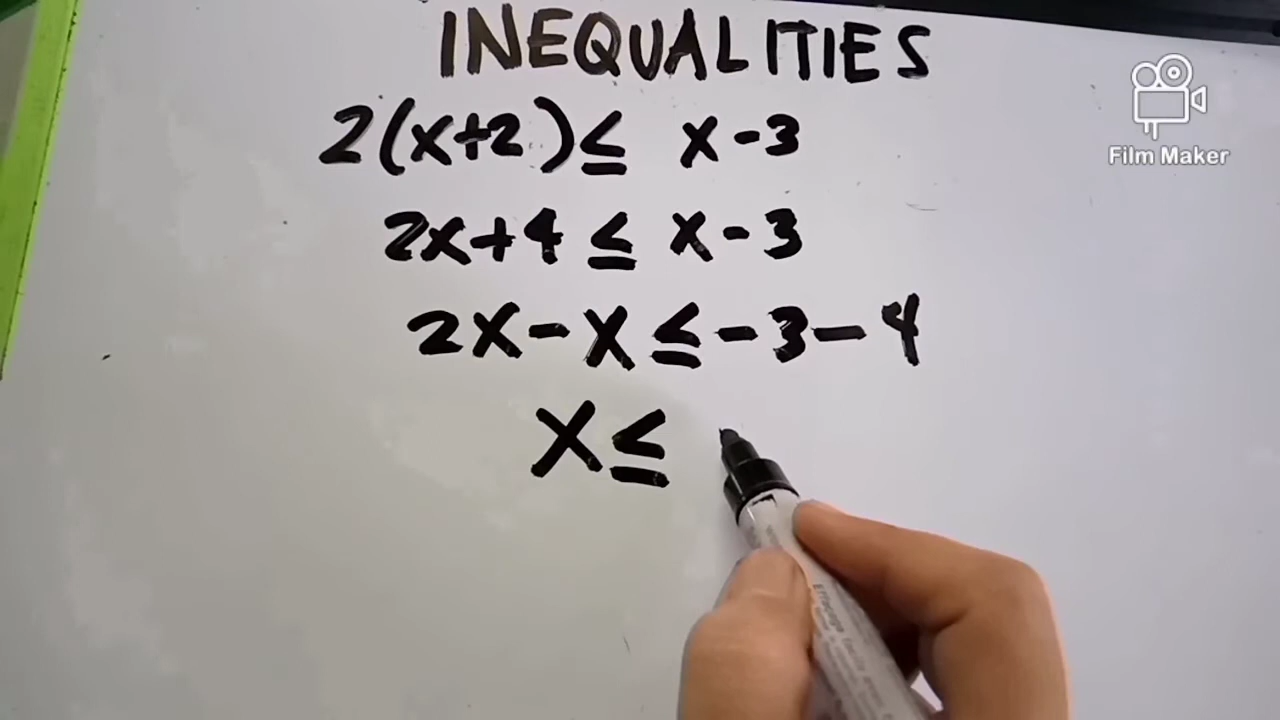 INEQUALITIES
2(x+2) ≤ x-3
2x+4 ≤ x-3
2x-x ≤ -3-4
x ≤
Film Maker